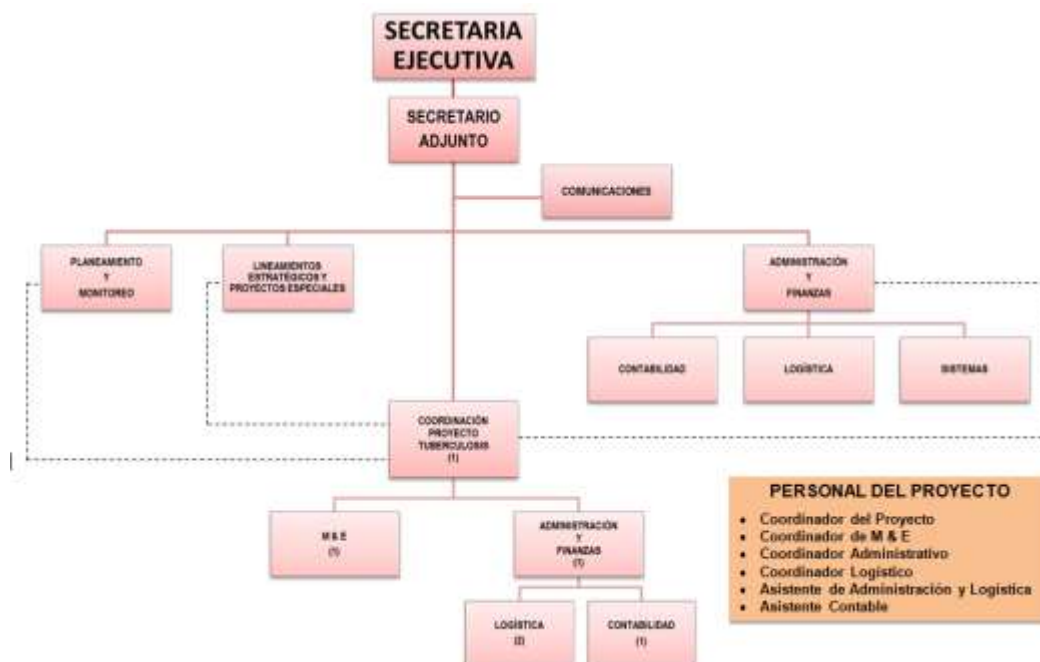 SECRETARIA
EJECUTIVA
SECRETARIO
ADJUNTO
COMUNICACIONES
PLANEAMIENTO
Y
MONITOREO
LINEAMIENTOS
ESTRATÉGICOS Y
PROYECTOS ESPECIALES
ADMINISTRACIÓN
Y
FINANZAS
CONTABILIDAD
LOGÍSTICA
SISTEMAS
COORDINACIÓN
PROYECTO
TUBERCULOSIS
(1)
M & E
(1)
ADMINISTRACIÓN
Y
FINANZAS
(1)
LOGÍSTICA
(2)
CONTABILIDAD
(1)
PERSONAL DEL PROYECTO
• Coordinador del Proyecto
• Coordinador de M & E
• Coordinador Administrativo
• Coordinador Logístico
• Asistente de Administración y Logística
• Asistente Contable